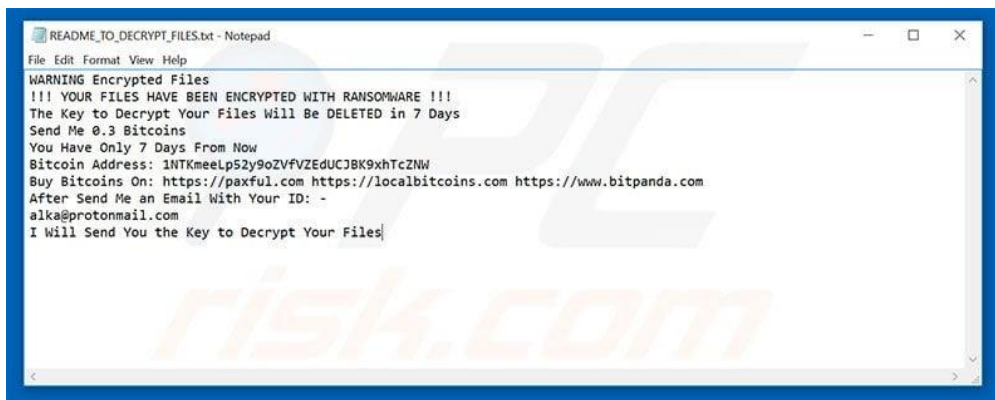 README_TO_DECRYPT_FILES.txt - Notepad
File Edit Format View Help
WARNING Encrypted Files
!!! YOUR FILES HAVE BEEN ENCRYPTED WITH RANSOMWARE !!!
The Key to Decrypt Your Files Will Be DELETED in 7 Days
Send Me 0.3 Bitcoins
You Have Only 7 Days From Now
Bitcoin Address: 1NTKmeeLp52y9oZVfVZEdUCJBK9xhTcZNW
Buy Bitcoins On: https://paxful.com https://localbitcoins.com https://www.bitpanda.com
After Send Me an Email With Your ID: -
alka@protonmail.com
I Will Send You the Key to Decrypt Your Files
PC
risk.com